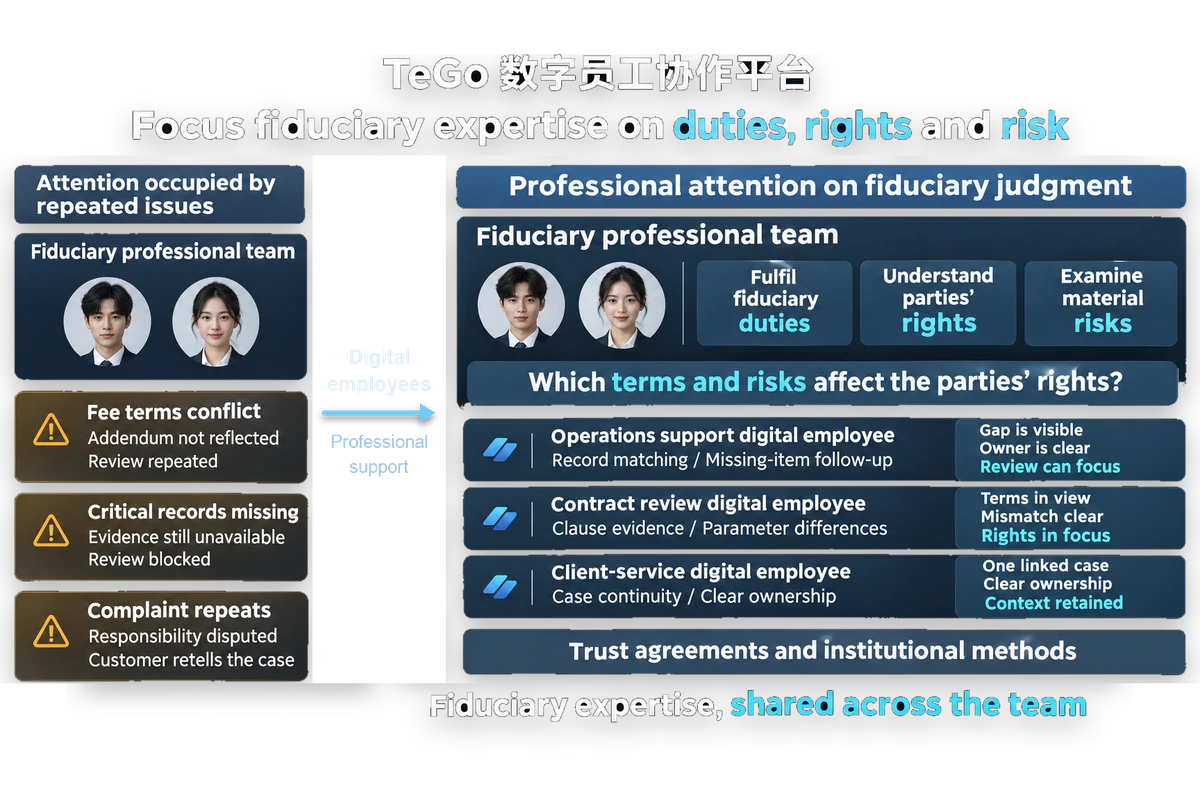 TeGo 数字员工协作平台
Focus fiduciary expertise on duties, rights and risk
Attention occupied by
repeated issues
Fiduciary professional team
Fee terms conflict
Addendum not reflected
Review repeated
Critical records missing
Evidence still unavailable
Review blocked
Complaint repeats
Responsibility disputed
Customer retells the case
Digital
employees
Professional
support
Professional attention on fiduciary judgment
Fiduciary professional team
Fulfil
fiduciary
duties
Understand
parties’
rights
Examine
material
risks
Which terms and risks affect the parties’ rights?
Operations support digital employee
Record matching / Missing-item follow-up
Gap is visible
Owner is clear
Review can focus
Contract review digital employee
Clause evidence / Parameter differences
Terms in view
Mismatch clear
Rights in focus
Client-service digital employee
Case continuity / Clear ownership
One linked case
Clear ownership
Context retained
Trust agreements and institutional methods
Fiduciary expertise, shared across the team